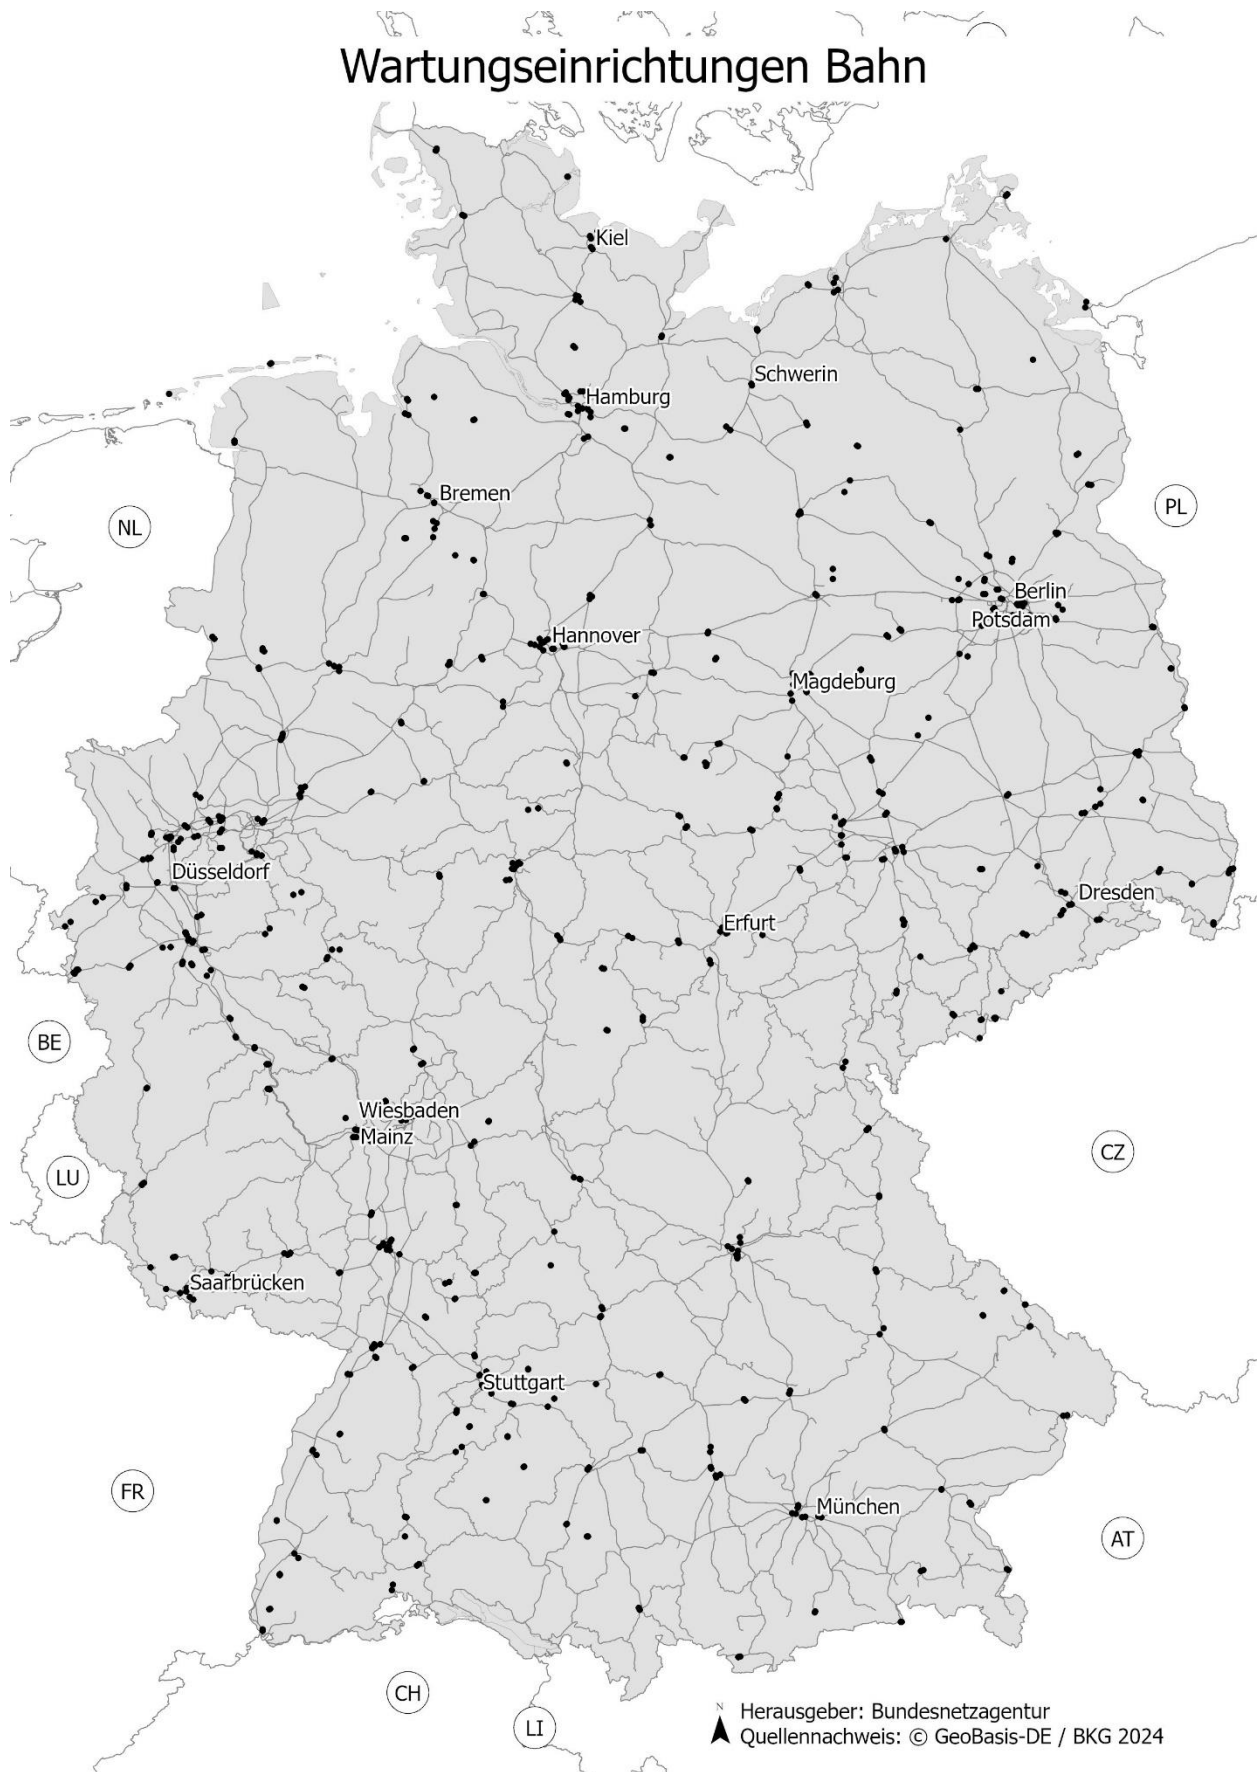 Wartungseinrichtungen Bahn
Kiel
Schwerin
Hamburg
Bremen
NL
PL
Berlin
Hannover
Potsdam
Magdeburg
Düsseldorf
Dresden
Erfurt
BE
Wiesbaden
Mainz
LU
CZ
Saarbrücken
Stuttgart
FR
München
AT
CH
LI
N
Herausgeber: Bundesnetzagentur
Quellennachweis: © GeoBasis-DE / BKG 2024